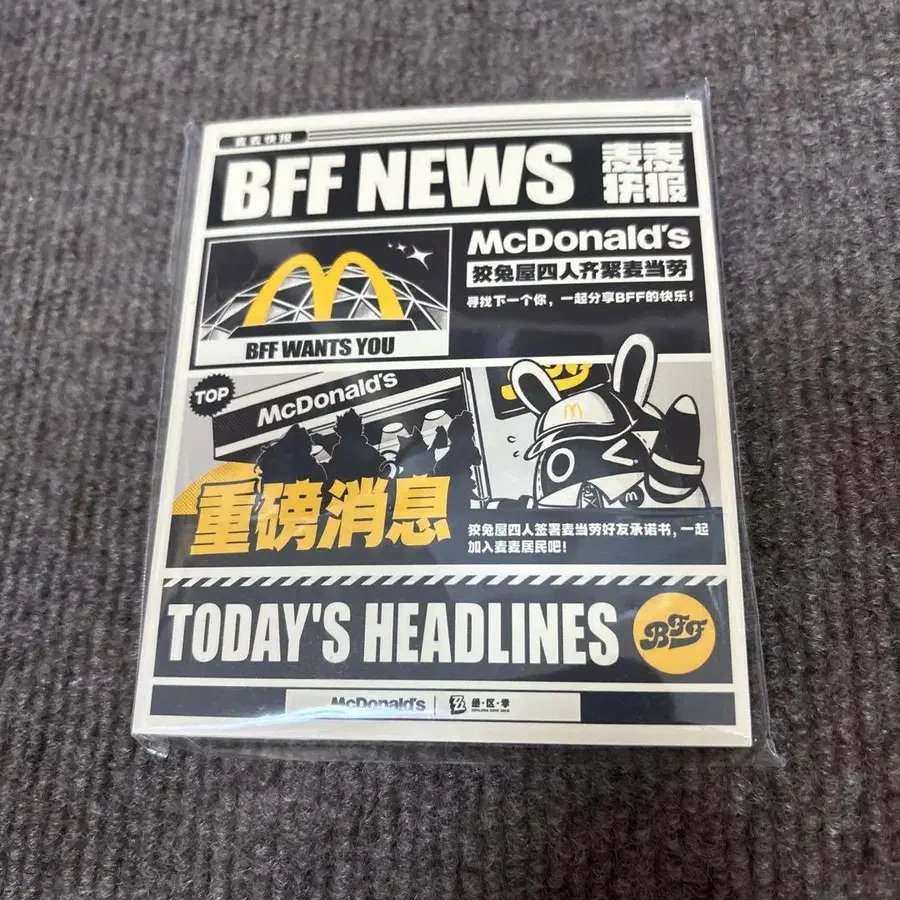 麦麦快报
BFF NEWS
麦麦
快报
McDonald's
狡兔屋四人齐聚麦当劳
寻找下一个你，一起分享BFF的快乐！
BFF WANTS YOU
TOP
McDonald's
重磅消息
狡兔屋四人签署麦当劳好友承诺书，一起
加入麦麦居民吧！
TODAY'S HEADLINES
BFF
McDonald's
绝·区·零